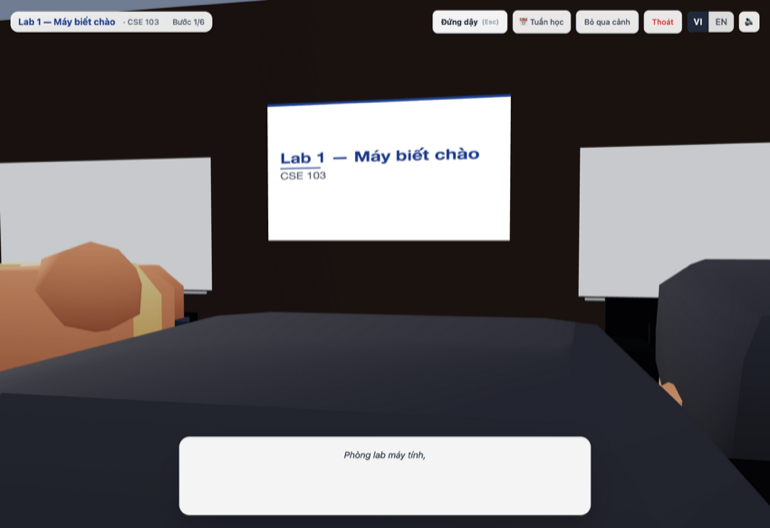 Lab 1 — Máy biết chào · CSE 103 Bước 1/6
Đứng dậy (Esc) Tuần học Bỏ qua cảnh Thoát VI EN
Lab 1 — Máy biết chào
CSE 103
Phòng lab máy tính,